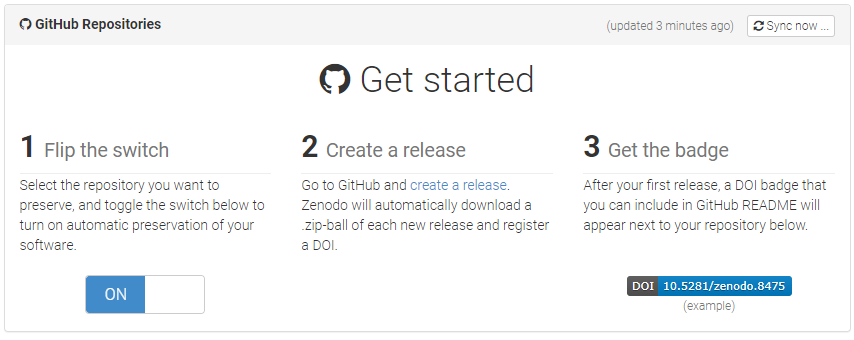 GitHub Repositories
(updated 3 minutes ago)
Sync now ...
Get started
1 Flip the switch
Select the repository you want to
preserve, and toggle the switch below to
turn on automatic preservation of your
software.
ON
2 Create a release
Go to GitHub and create a release.
Zenodo will automatically download a
.zip-ball of each new release and register
a DOI.
3 Get the badge
After your first release, a DOI badge that
you can include in GitHub README will
appear next to your repository below.
DOI 10.5281/zenodo.8475
(example)